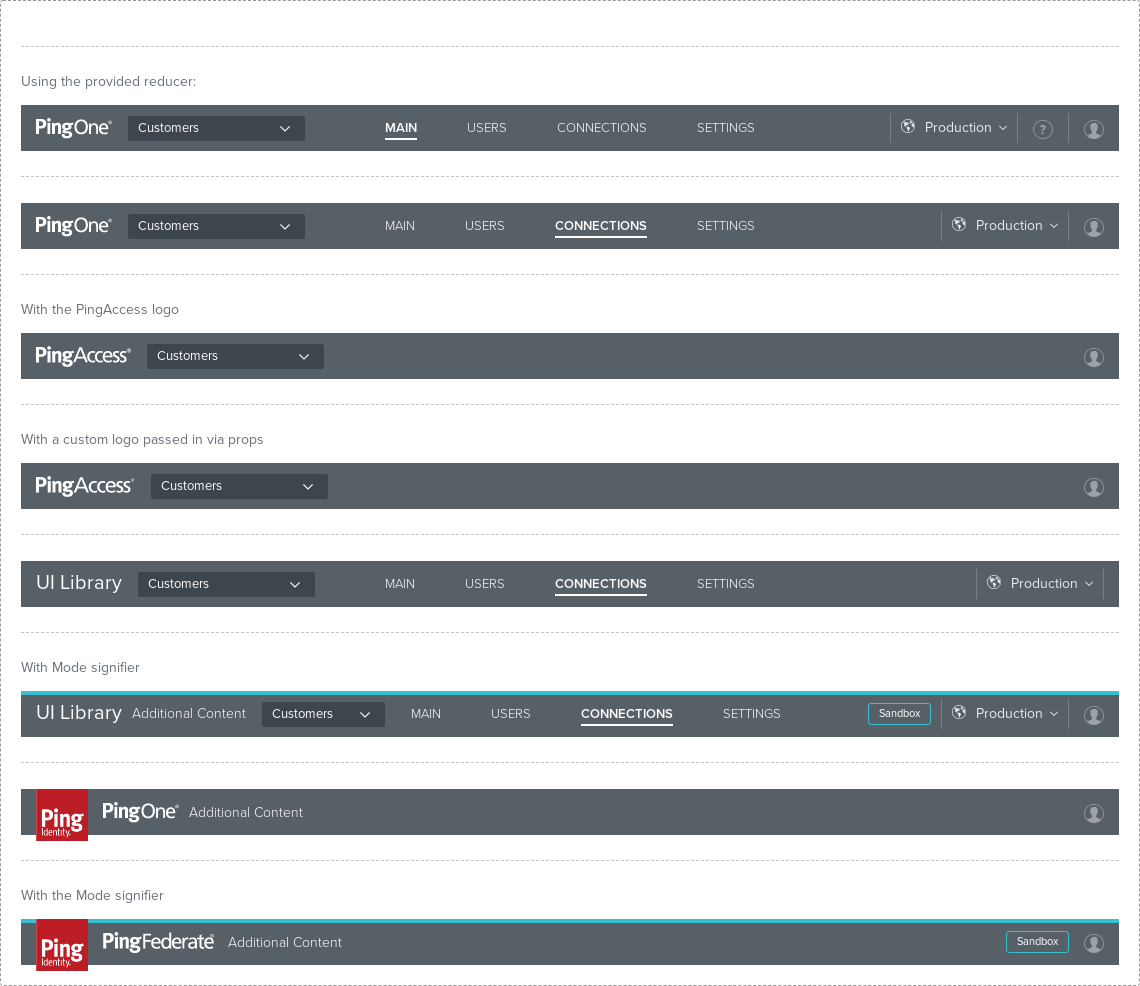 Using the provided reducer:
PingOne® Customers MAIN USERS CONNECTIONS SETTINGS Production ?
PingOne® Customers MAIN USERS CONNECTIONS SETTINGS Production
With the PingAccess logo
PingAccess® Customers
With a custom logo passed in via props
PingAccess® Customers
UI Library Customers MAIN USERS CONNECTIONS SETTINGS Production
With Mode signifier
UI Library Additional Content Customers MAIN USERS CONNECTIONS SETTINGS Sandbox Production
Ping Identity. PingOne® Additional Content
With the Mode signifier
Ping Identity. PingFederate® Additional Content Sandbox